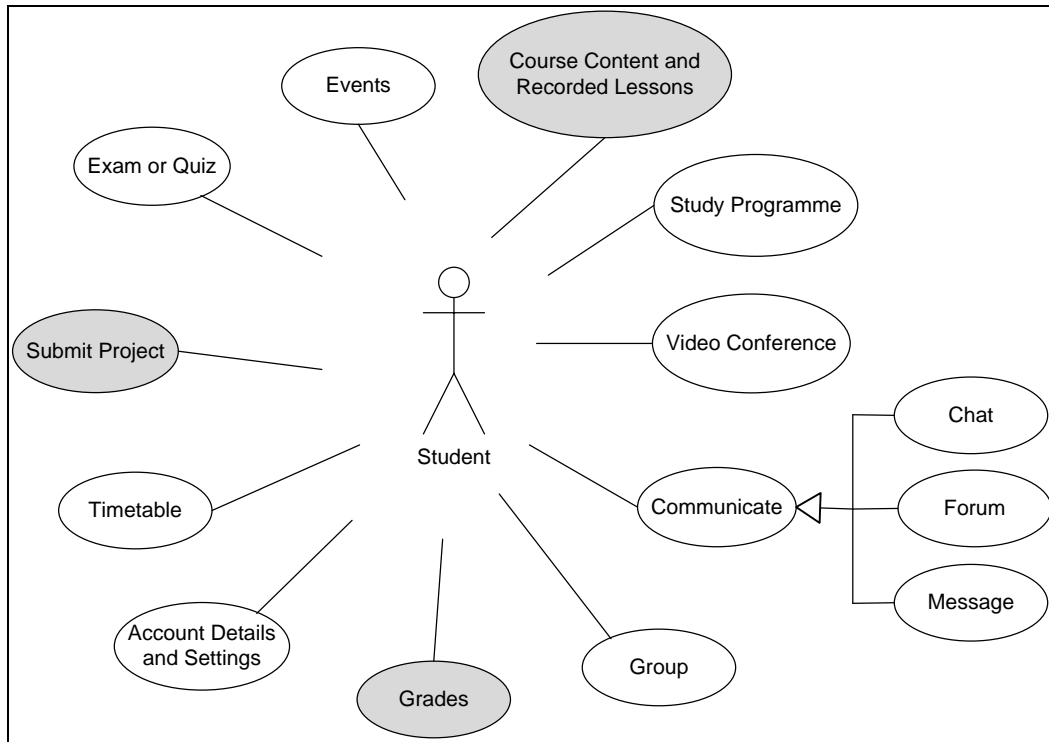 Course Content and
Recorded Lessons
Events
Exam or Quiz
Study Programme
Submit Project
Video Conference
Student
Chat
Timetable
Communicate
Forum
Message
Account Details
and Settings
Group
Grades